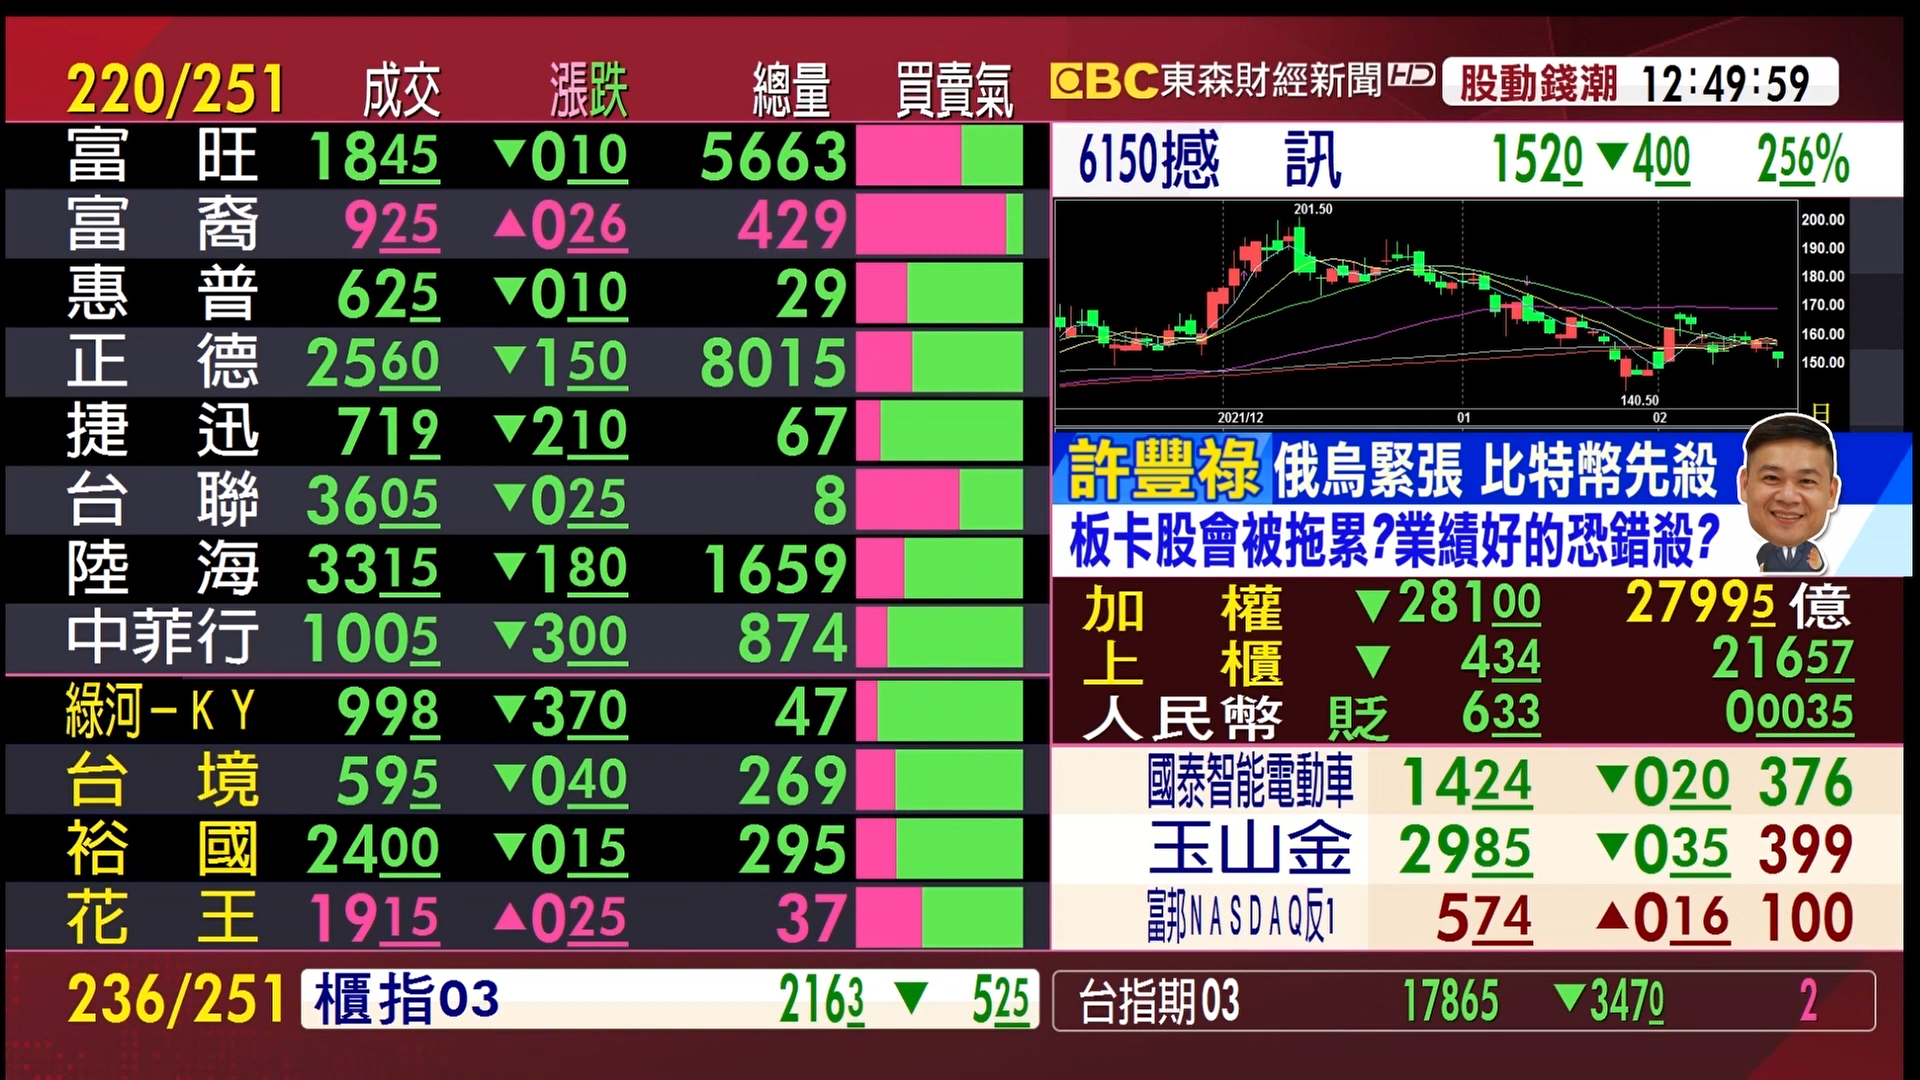 220/251 成交 漲跌 總量 買賣氣
富旺 1845 ▼010 5663
富裔 925 ▲026 429
惠普 625 ▼010 29
正德 2560 ▼150 8015
捷迅 719 ▼210 67
台聯 3605 ▼025 8
陸海 3315 ▼180 1659
中菲行 1005 ▼300 874
綠河－KY 998 ▼370 47
台境 595 ▼040 269
裕國 2400 ▼015 295
花王 1915 ▲025 37
236/251 櫃指03 2163 ▼ 525
EBC東森財經新聞HD 股動錢潮 12:49:59
6150撼訊 1520 ▼400 256%
201.50
200.00
190.00
180.00
170.00
160.00
150.00
140.50
2021/12 01 02 日
許豐祿 俄烏緊張 比特幣先殺
板卡股會被拖累?業績好的恐錯殺?
加權 ▼28100 27995億
上櫃 ▼434 21657
人民幣 貶 633 00035
國泰智能電動車 1424 ▼020 376
玉山金 2985 ▼035 399
富邦NASDAQ反1 574 ▲016 100
台指期03 17865 ▼3470 2